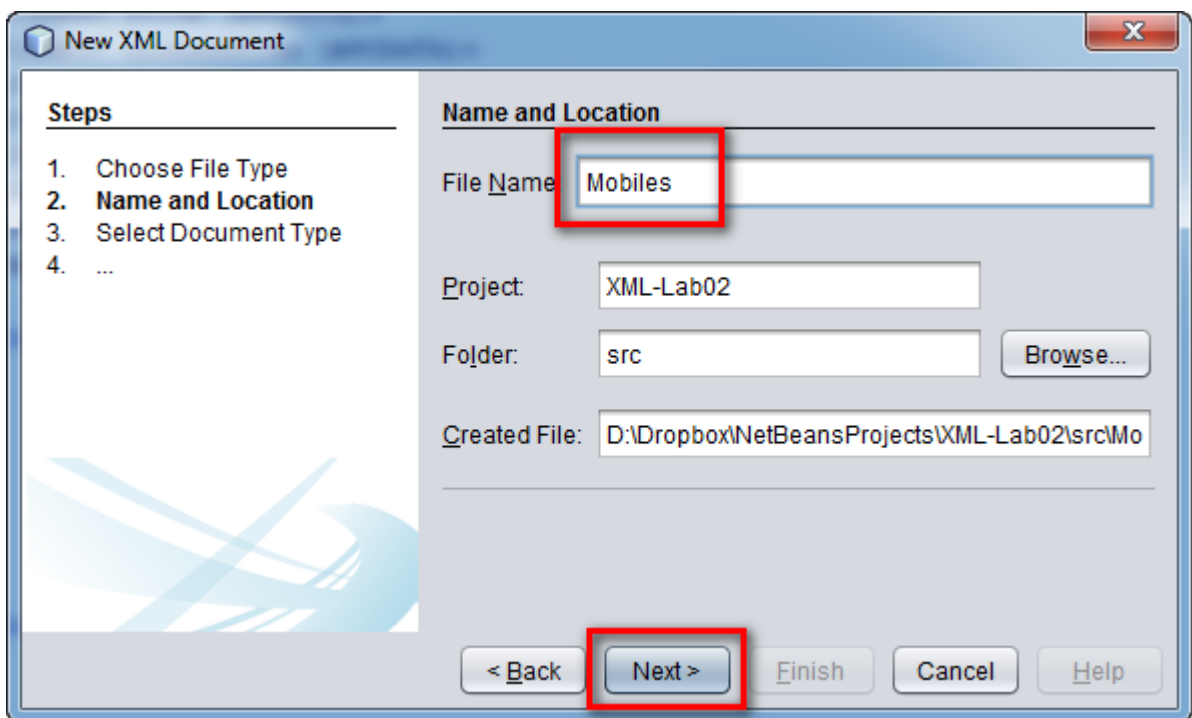 New XML Document
X
Steps
1. Choose File Type
2. Name and Location
3. Select Document Type
4. ...
Name and Location
File Name
Mobiles
Project: XML-Lab02
Folder: src Browse...
Created File: D:\Dropbox\NetBeansProjects\XML-Lab02\src\Mo
< Back Next > Finish Cancel Help